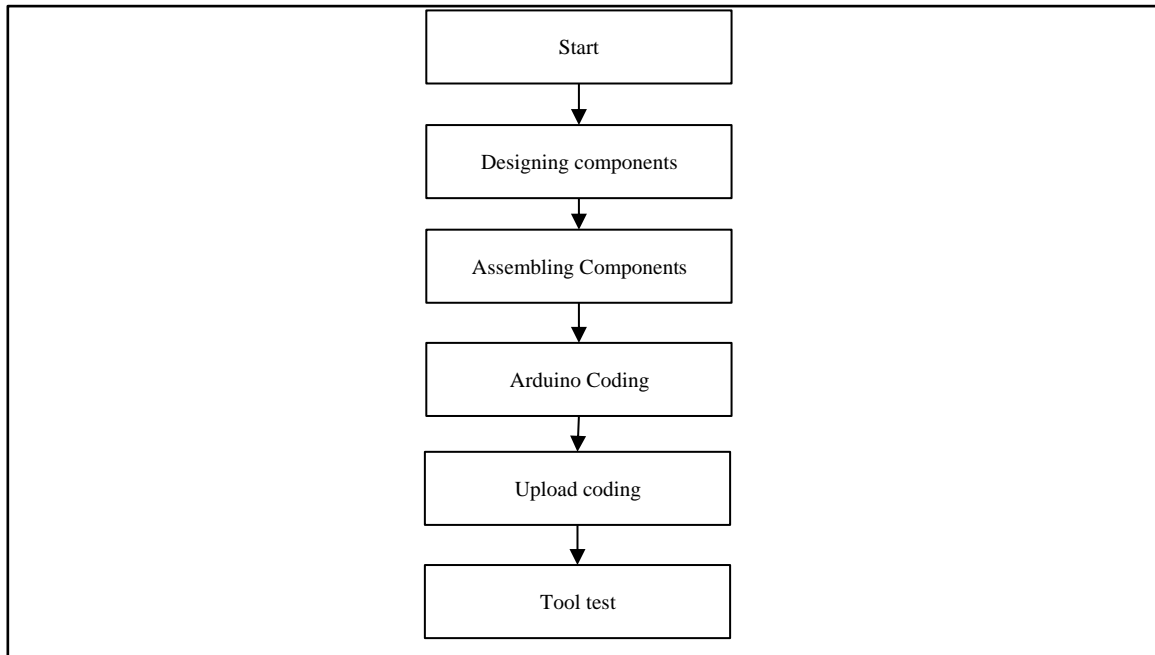 Start
Designing components
Assembling Components
Arduino Coding
Upload coding
Tool test